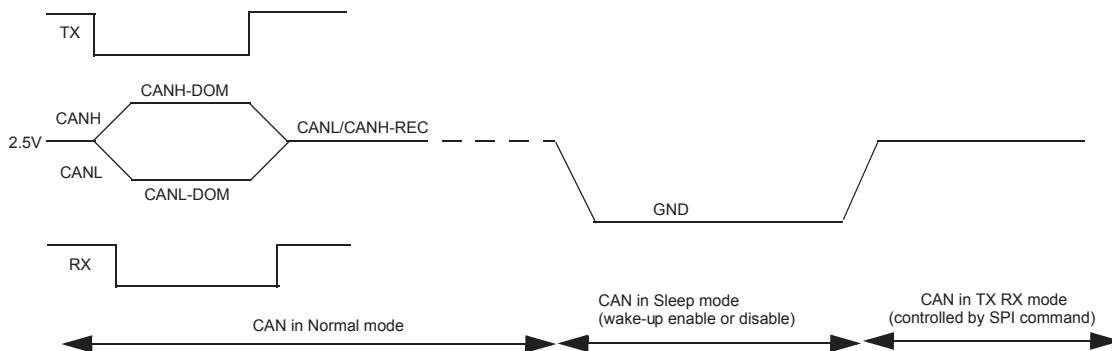 TX
CANH-DOM
CANH
CANL/CANH-REC
2.5V
CANL
CANL-DOM
GND
RX
CAN in Normal mode
CAN in Sleep mode
(wake-up enable or disable)
CAN in TX RX mode
(controlled by SPI command)